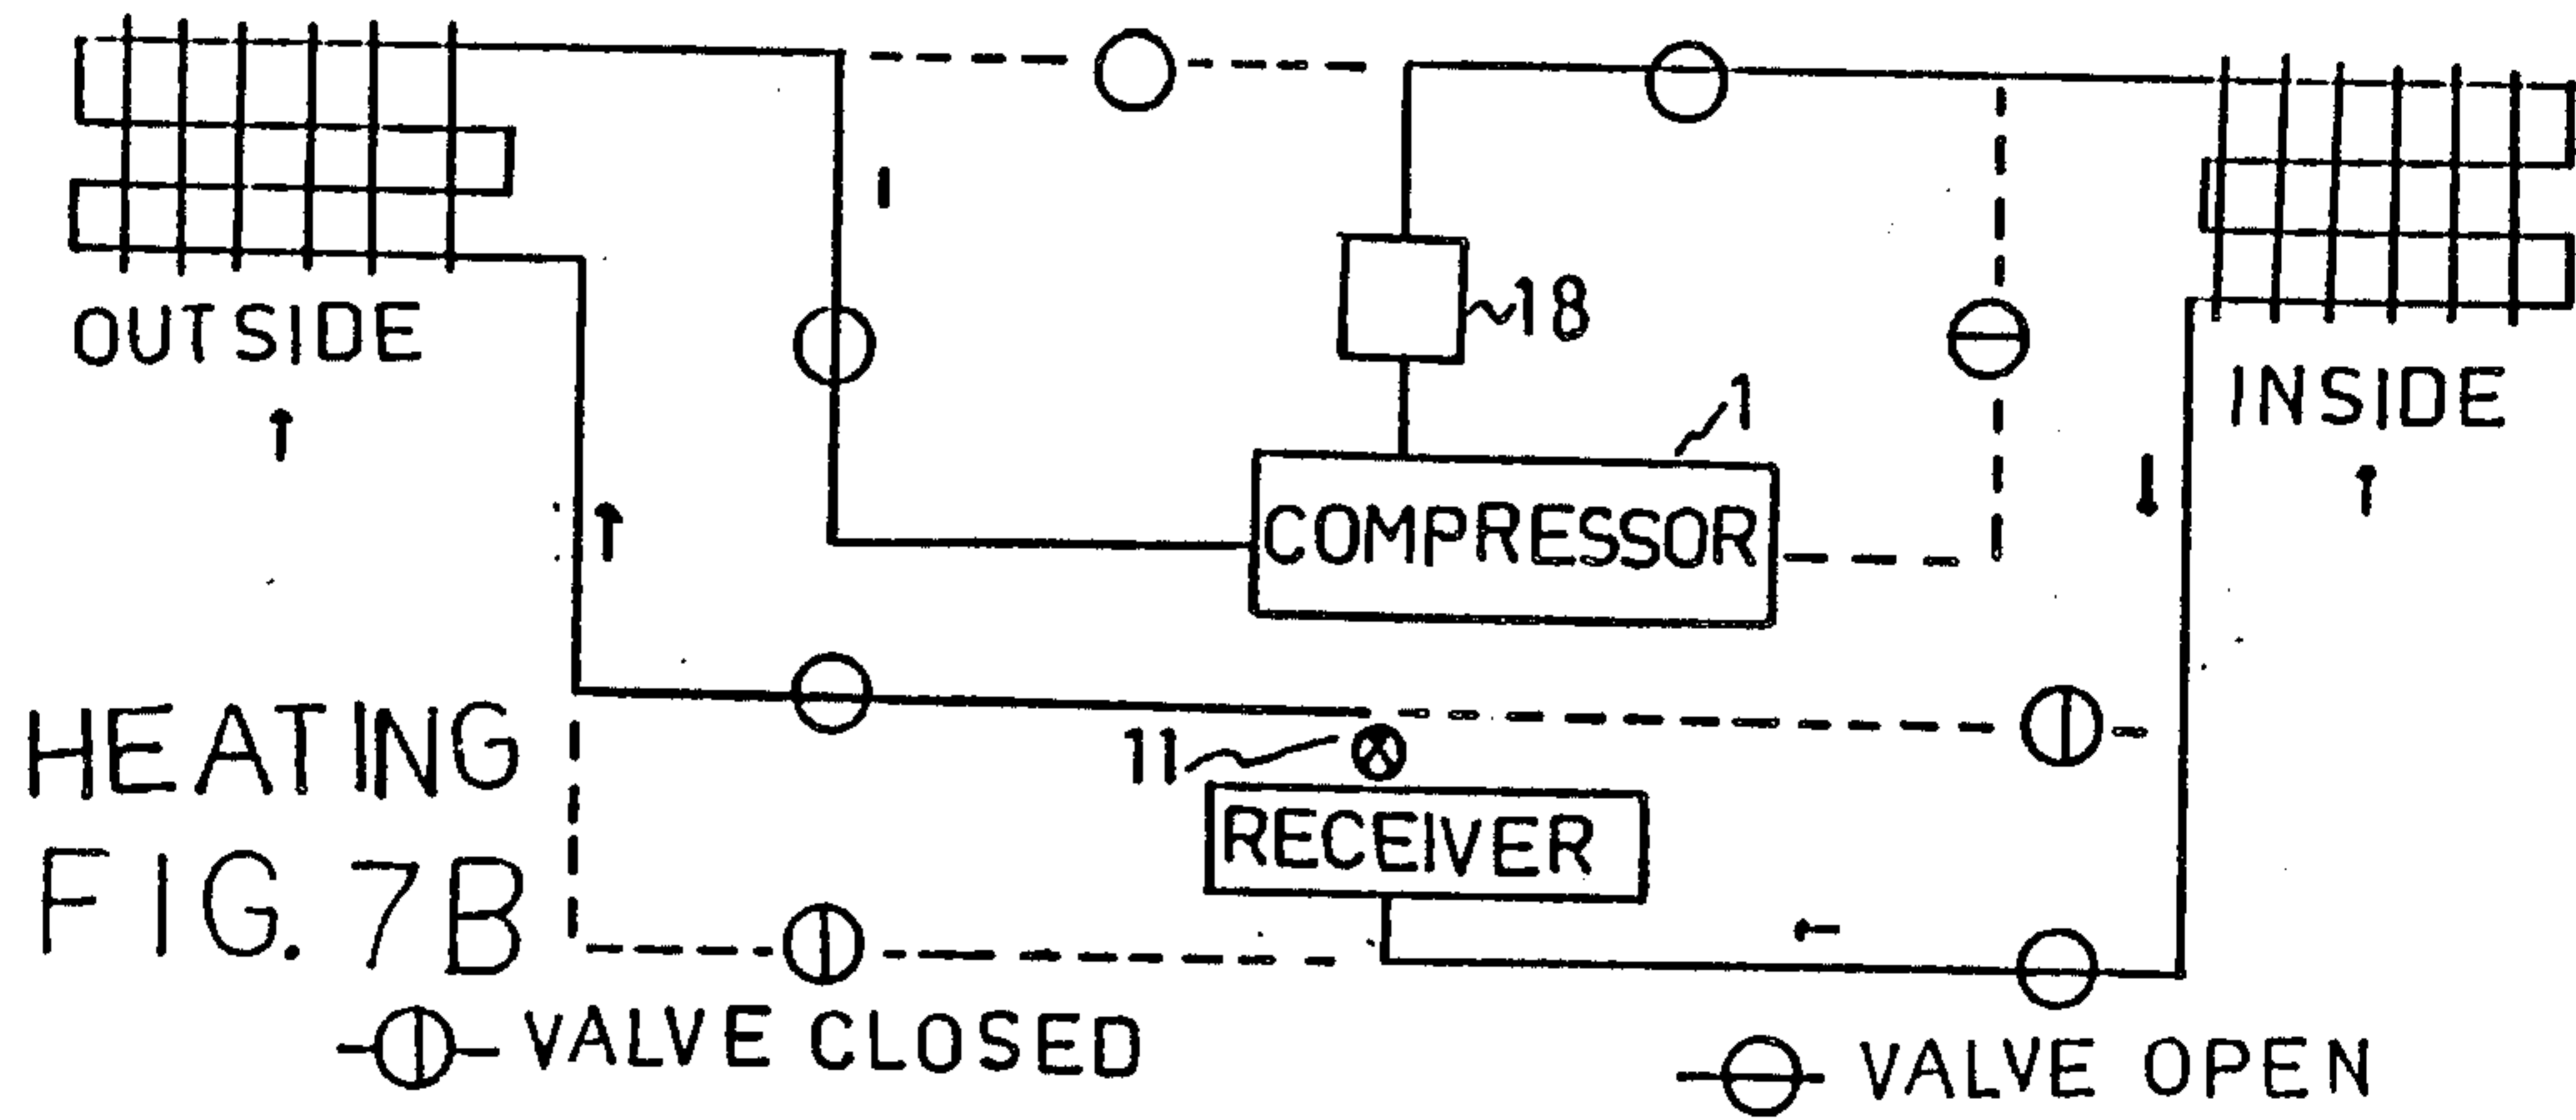 OUTSIDE
18
1
INSIDE
COMPRESSOR
11
RECEIVER
HEATING
FIG. 7B
VALVE CLOSED
VALVE OPEN